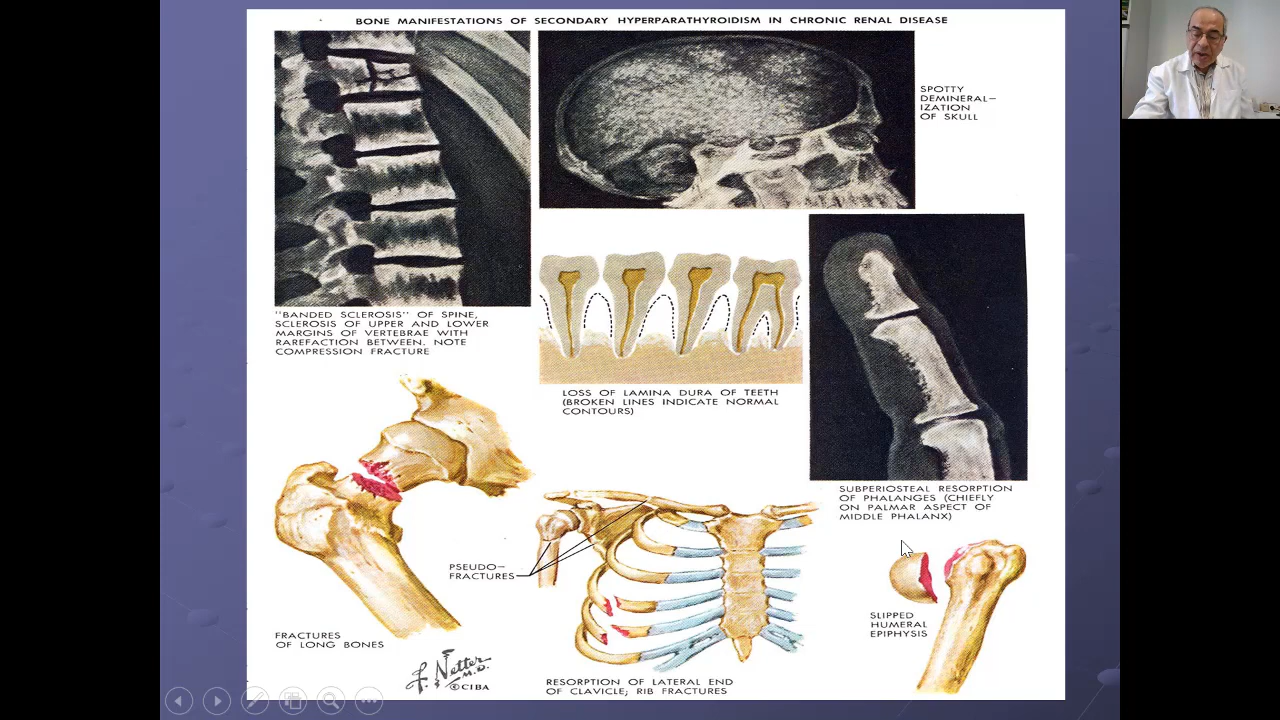 BONE MANIFESTATIONS OF SECONDARY HYPERPARATHYROIDISM IN CHRONIC RENAL DISEASE
SPOTTY
DEMINERAL-
IZATION
OF SKULL
"BANDED SCLEROSIS" OF SPINE,
SCLEROSIS OF UPPER AND LOWER
MARGINS OF VERTEBRAE WITH
RAREFACTION BETWEEN. NOTE
COMPRESSION FRACTURE
LOSS OF LAMINA DURA OF TEETH
(BROKEN LINES INDICATE NORMAL
CONTOURS)
SUBPERIOSTEAL RESORPTION
OF PHALANGES (CHIEFLY
ON PALMAR ASPECT OF
MIDDLE PHALANX)
PSEUDO-
FRACTURES
FRACTURES
OF LONG BONES
SLIPPED
HUMERAL
EPIPHYSIS
F. Netter
M.D.
©CIBA
RESORPTION OF LATERAL END
OF CLAVICLE; RIB FRACTURES